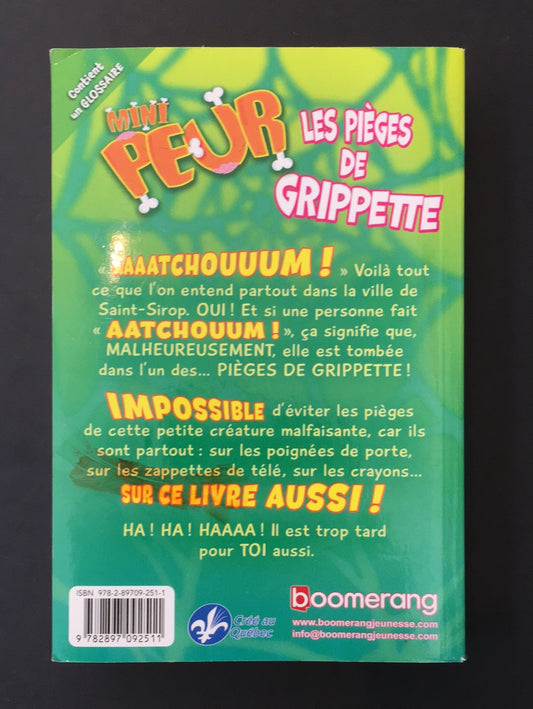 Contient
un GLOSSAIRE
MINI
PEUR
LES PIÈGES
DE
GRIPPETTE
« AAAATCHOUUUM ! » Voilà tout
ce que l'on entend partout dans la ville de
Saint-Sirop. OUI ! Et si une personne fait
« AATCHOUUM ! », ça signifie que,
MALHEUREUSEMENT, elle est tombée
dans l'un des... PIÈGES DE GRIPPETTE !
IMPOSSIBLE d'éviter les pièges
de cette petite créature malfaisante, car ils
sont partout : sur les poignées de porte,
sur les zappettes de télé, sur les crayons...
SUR CE LIVRE AUSSI !
HA ! HA ! HAAAA ! Il est trop tard
pour TOI aussi.
ISBN 978-2-89709-251-1
9 782897 092511
Créé au
Québec
boomerang
www.boomerangjeunesse.com
info@boomerangjeunesse.com